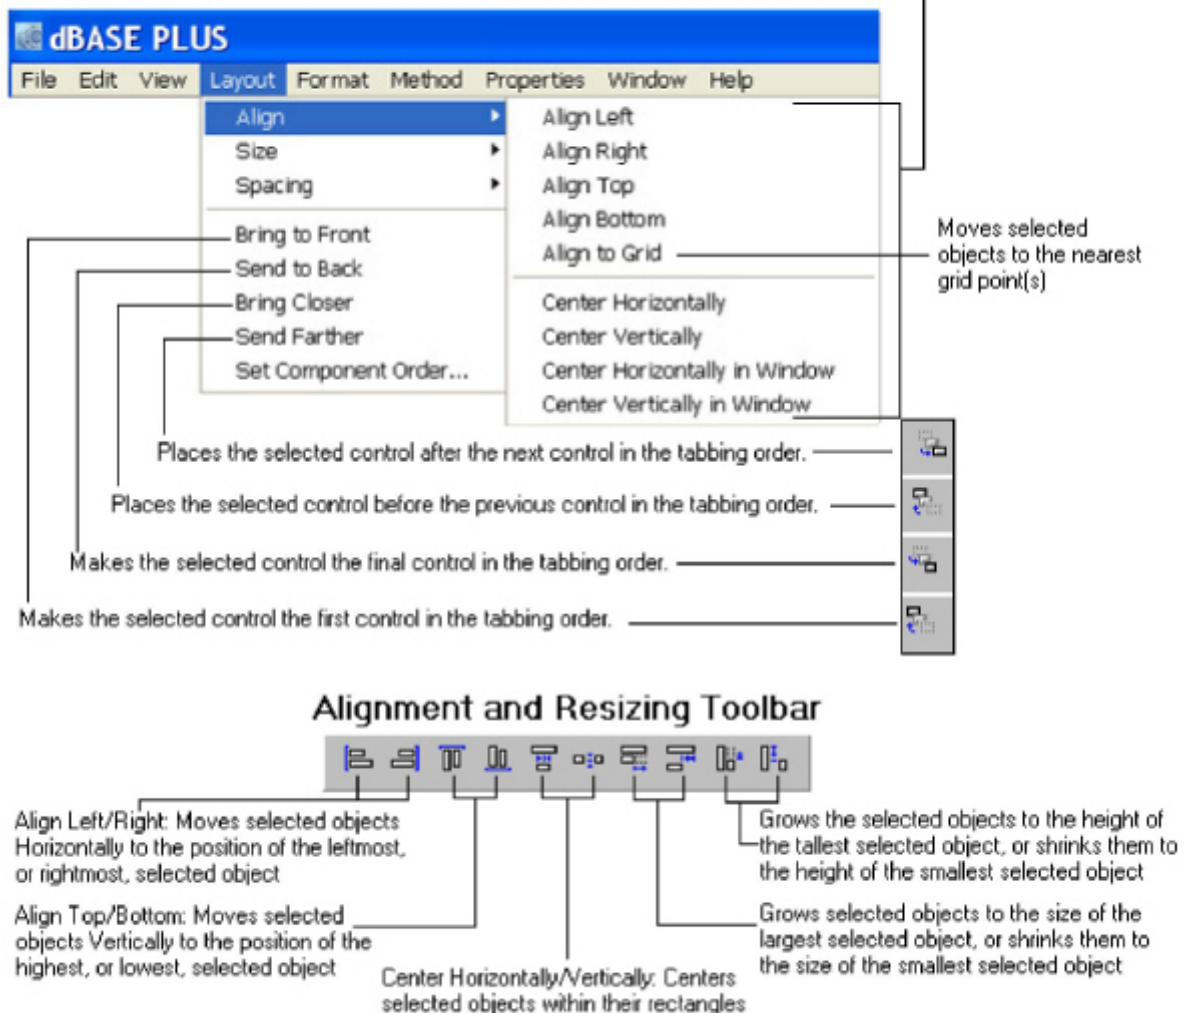 dBASE PLUS
File Edit View Layout Format Method Properties Window Help
Align
Size
Spacing
Bring to Front
Send to Back
Bring Closer
Send Farther
Set Component Order...
Align Left
Align Right
Align Top
Align Bottom
Align to Grid
Center Horizontally
Center Vertically
Center Horizontally in Window
Center Vertically in Window
Moves selected
objects to the nearest
grid point(s)
Places the selected control after the next control in the tabbing order.
Places the selected control before the previous control in the tabbing order.
Makes the selected control the final control in the tabbing order.
Makes the selected control the first control in the tabbing order.
Alignment and Resizing Toolbar
Align Left/Right: Moves selected objects
Horizontally to the position of the leftmost,
or rightmost, selected object
Align Top/Bottom: Moves selected
objects Vertically to the position of the
highest, or lowest, selected object
Center Horizontally/Vertically: Centers
selected objects within their rectangles
Grows the selected objects to the height of
the tallest selected object, or shrinks them to
the height of the smallest selected object
Grows selected objects to the size of the
largest selected object, or shrinks them to
the size of the smallest selected object